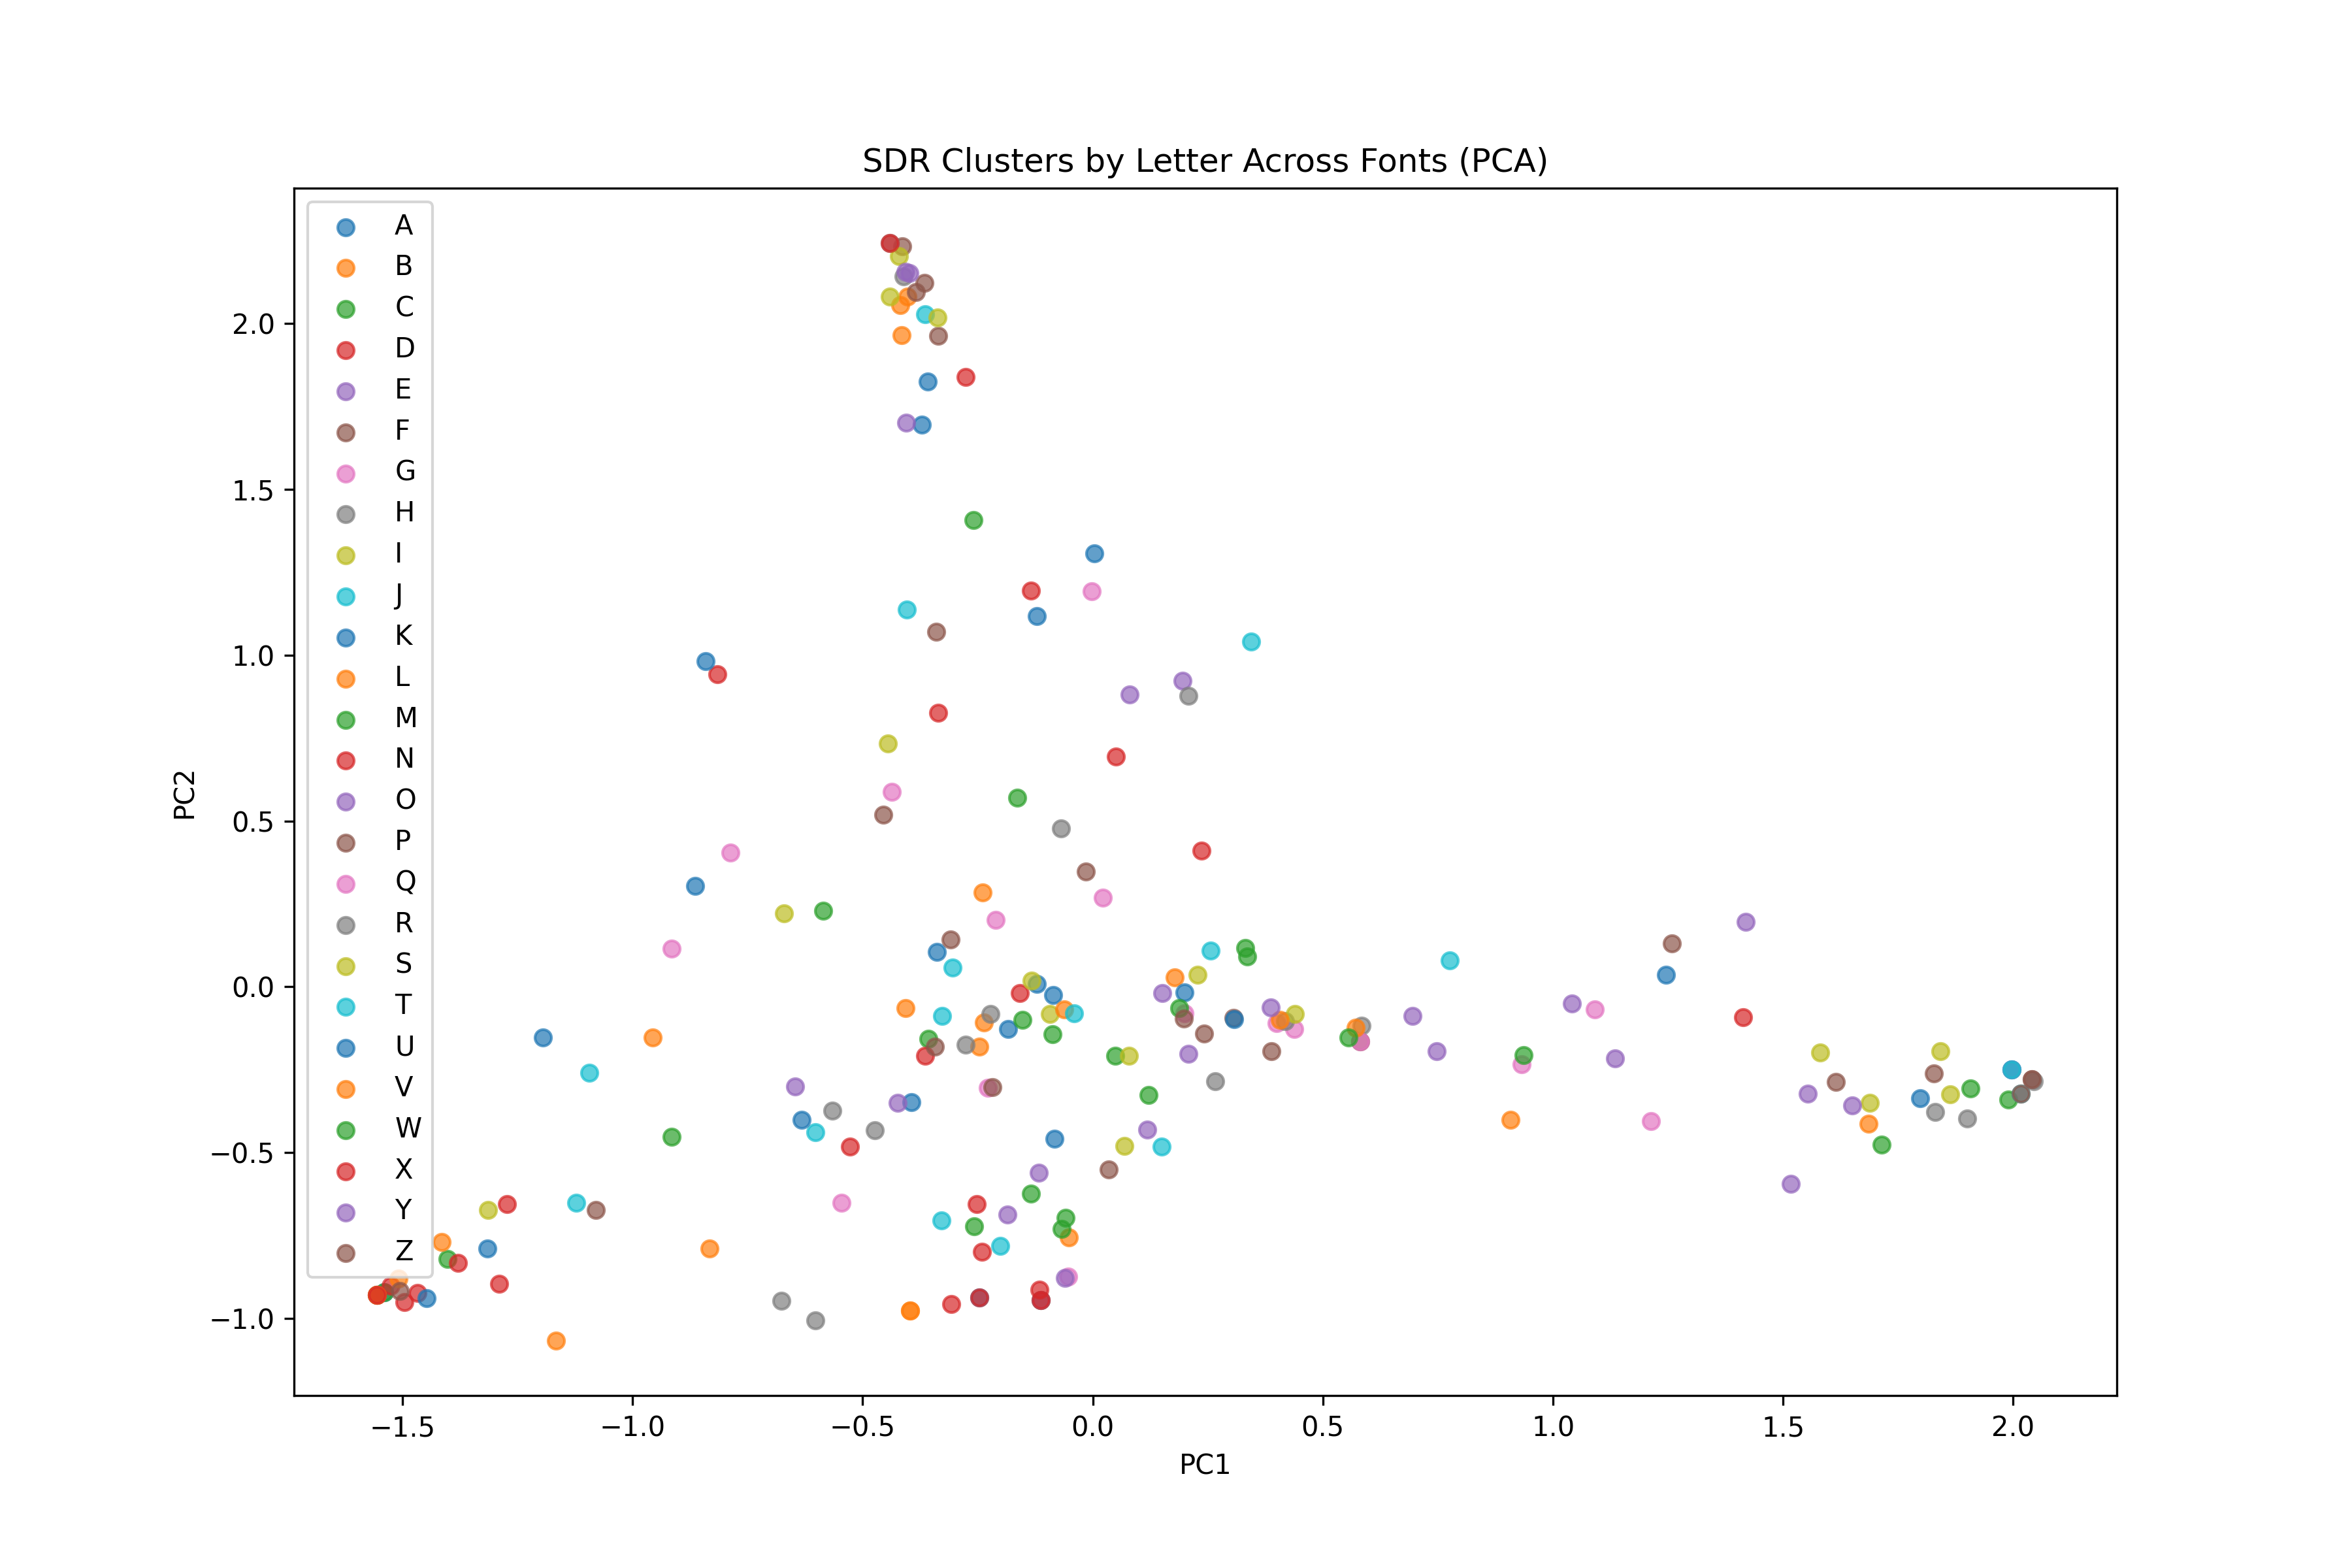 SDR Clusters by Letter Across Fonts (PCA)
A
B
C
D
E
F
G
H
I
J
K
L
M
N
O
P
Q
R
S
T
U
V
W
X
Y
Z
2.0
1.5
1.0
0.5
0.0
−0.5
−1.0
PC2
−1.5
−1.0
−0.5
0.0
0.5
1.0
1.5
2.0
PC1